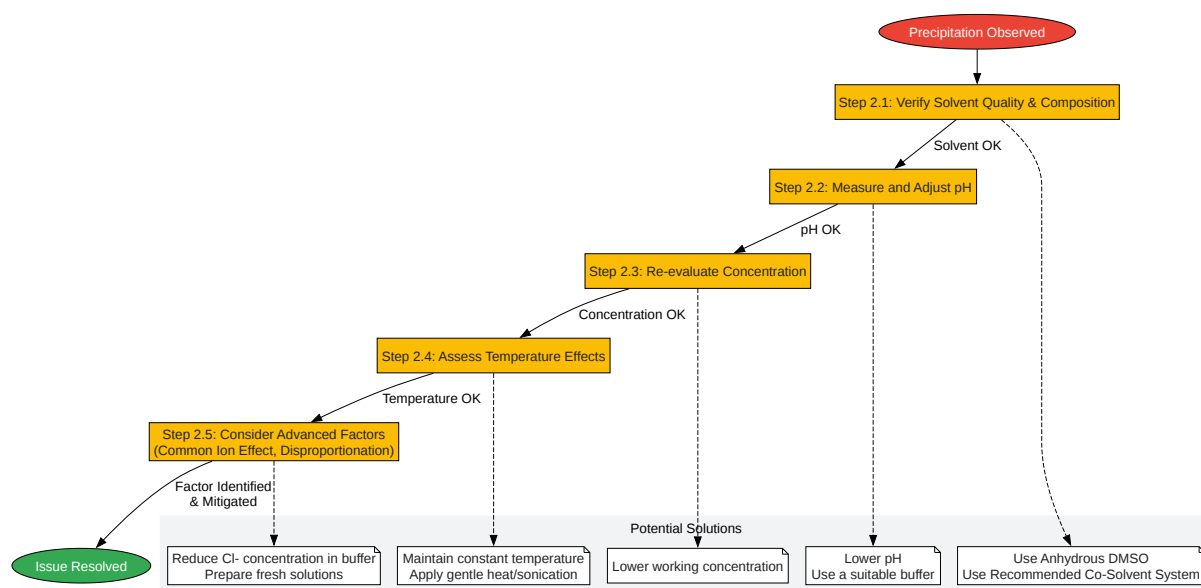 Precipitation Observed
Step 2.1: Verify Solvent Quality & Composition
Solvent OK
Step 2.2: Measure and Adjust pH
pH OK
Step 2.3: Re-evaluate Concentration
Concentration OK
Step 2.4: Assess Temperature Effects
Temperature OK
Step 2.5: Consider Advanced Factors
(Common Ion Effect, Disproportionation)
Factor Identified
& Mitigated
Potential Solutions
Issue Resolved
Reduce Cl- concentration in buffer
Prepare fresh solutions
Maintain constant temperature
Apply gentle heat/sonication
Lower working concentration
Lower pH
Use a suitable buffer
Use Anhydrous DMSO
Use Recommended Co-Solvent System